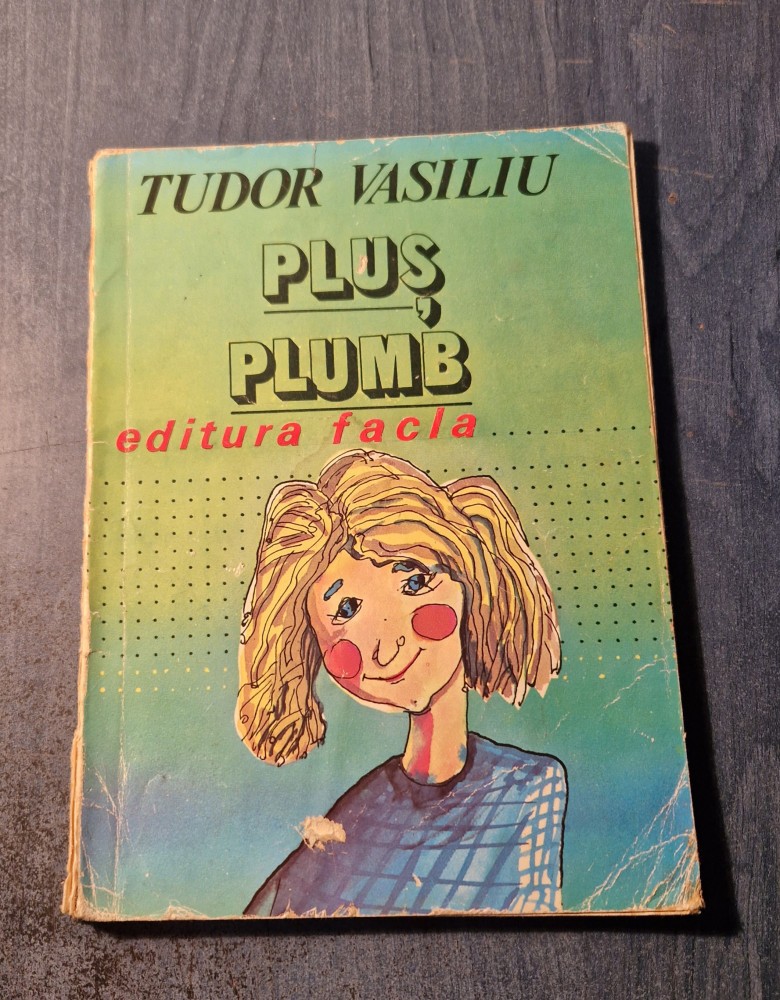 TUDOR VASILIU
PLUȘ
PLUMB
editura facla